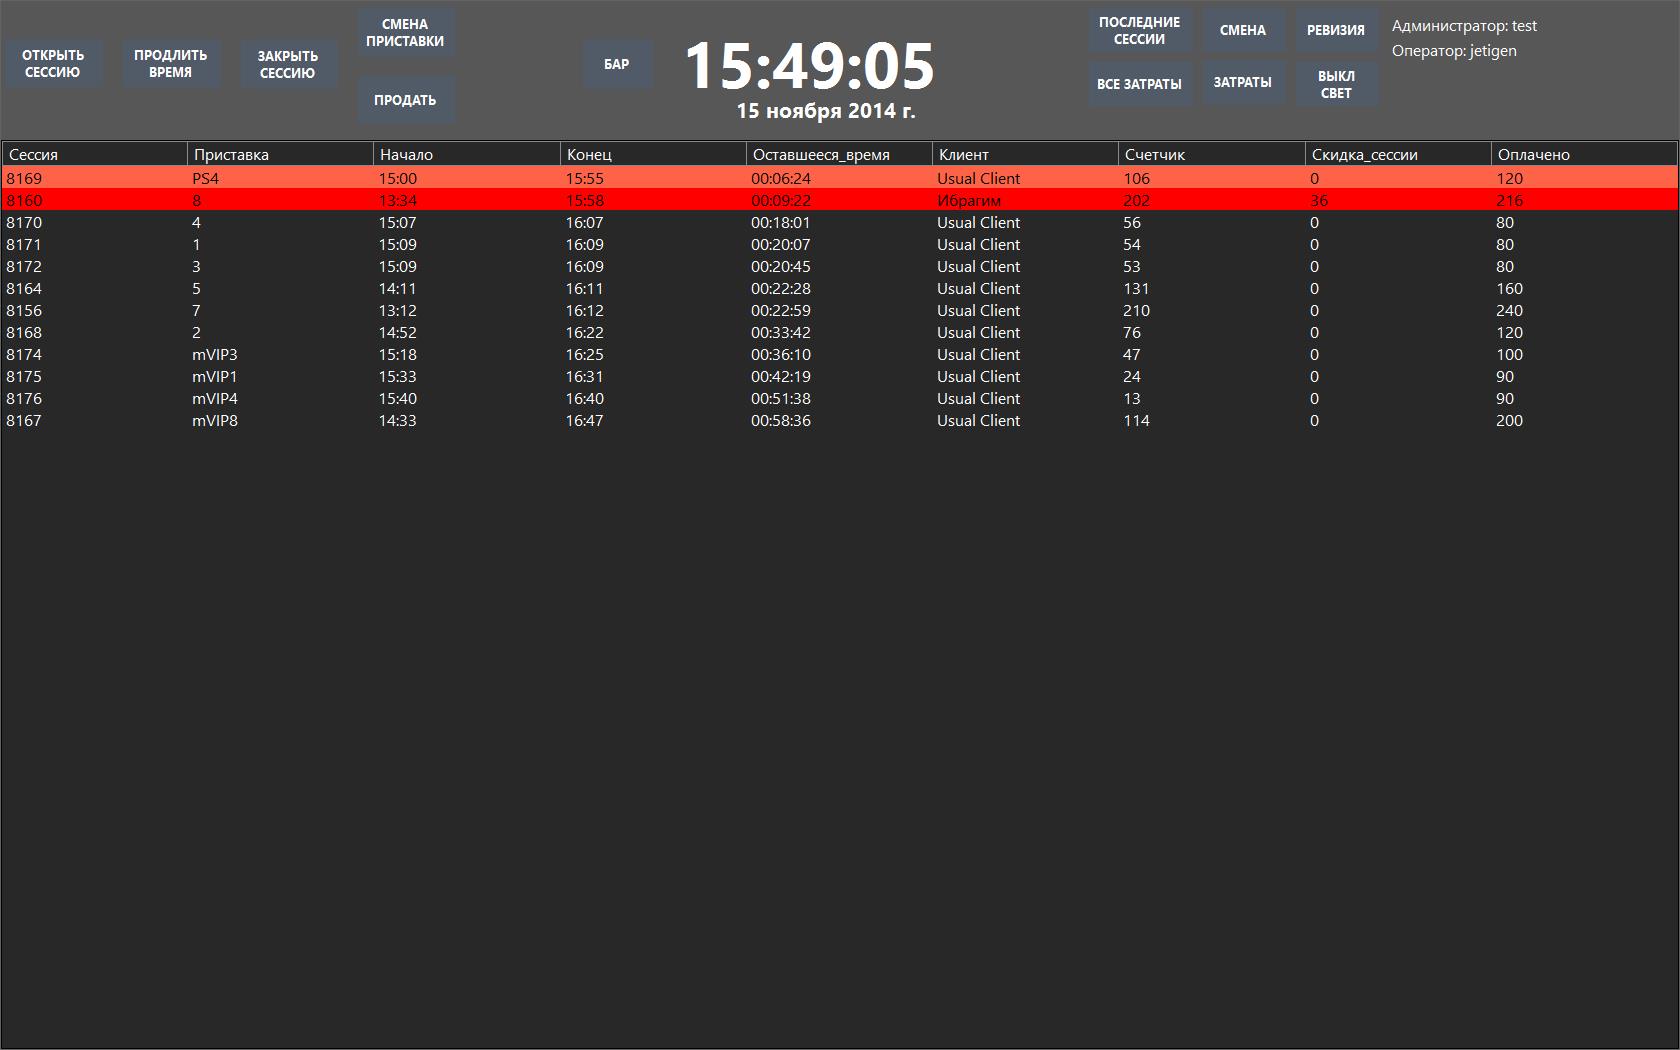 ОТКРЫТЬ
СЕССИЮ
ПРОДЛИТЬ
ВРЕМЯ
ЗАКРЫТЬ
СЕССИЮ
СМЕНА
ПРИСТАВКИ
ПРОДАТЬ
БАР
15:49:05
15 ноября 2014 г.
ПОСЛЕДНИЕ
СЕССИИ
СМЕНА
РЕВИЗИЯ
ВСЕ ЗАТРАТЫ
ЗАТРАТЫ
ВЫКЛ
СВЕТ
Администратор: test
Оператор: jetigen
Сессия Приставка Начало Конец Оставшееся_время Клиент Счетчик Скидка_сессии Оплачено
8169 PS4 15:00 15:55 00:06:24 Usual Client 106 0 120
8160 8 13:34 15:58 00:09:22 Ибрагим 202 36 216
8170 4 15:07 16:07 00:18:01 Usual Client 56 0 80
8171 1 15:09 16:09 00:20:07 Usual Client 54 0 80
8172 3 15:09 16:09 00:20:45 Usual Client 53 0 80
8164 5 14:11 16:11 00:22:28 Usual Client 131 0 160
8156 7 13:12 16:12 00:22:59 Usual Client 210 0 240
8168 2 14:52 16:22 00:33:42 Usual Client 76 0 120
8174 mVIP3 15:18 16:25 00:36:10 Usual Client 47 0 100
8175 mVIP1 15:33 16:31 00:42:19 Usual Client 24 0 90
8176 mVIP4 15:40 16:40 00:51:38 Usual Client 13 0 90
8167 mVIP8 14:33 16:47 00:58:36 Usual Client 114 0 200